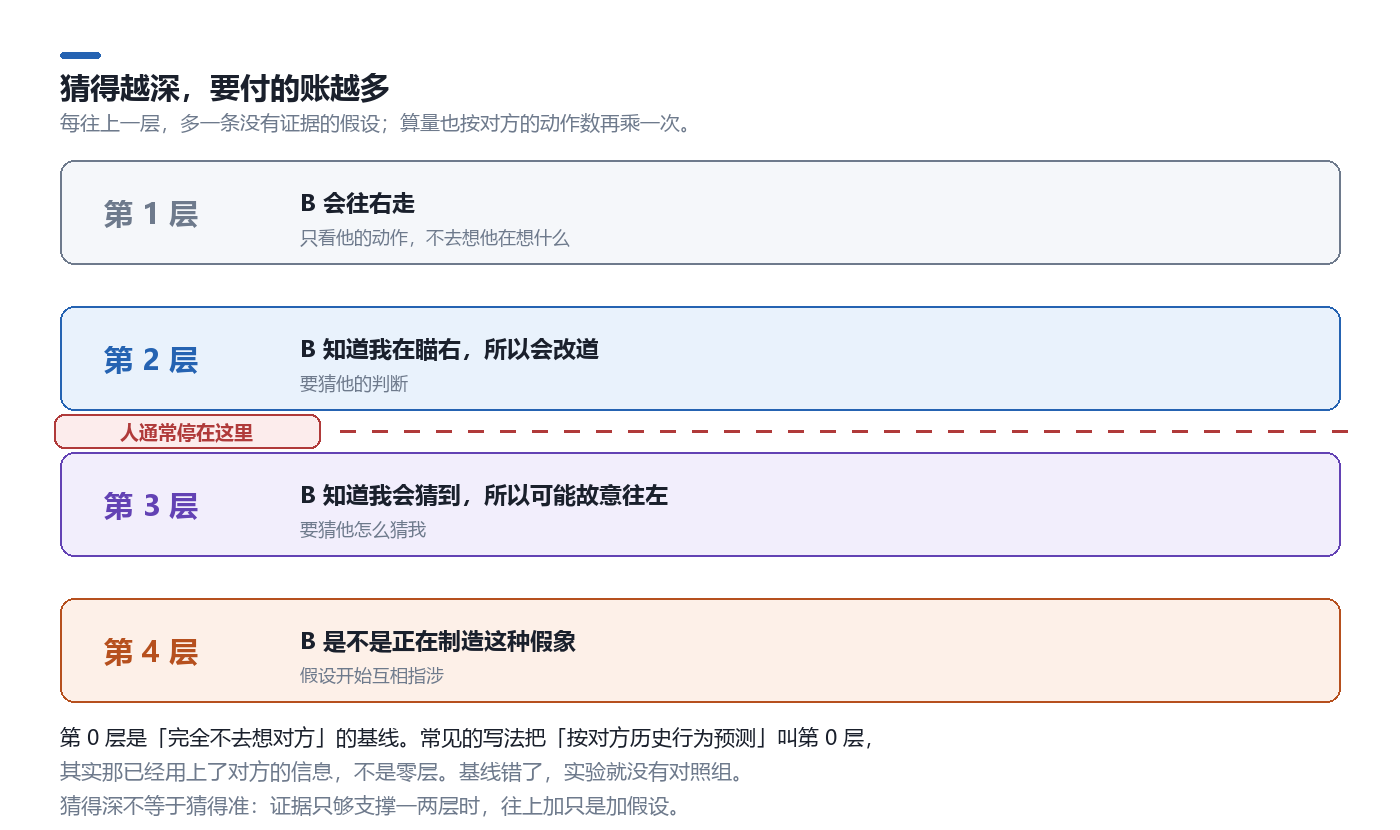 猜得越深，要付的账越多
每往上一层，多一条没有证据的假设；算量也按对方的动作数再乘一次。
第 1 层
B 会往右走
只看他的动作，不去想他在想什么
第 2 层
B 知道我在瞄右，所以会改道
要猜他的判断
人通常停在这里
第 3 层
B 知道我会猜到，所以可能故意往左
要猜他怎么猜我
第 4 层
B 是不是正在制造这种假象
假设开始互相指涉
第 0 层是「完全不去想对方」的基线。常见的写法把「按对方历史行为预测」叫第 0 层，
其实那已经用上了对方的信息，不是零层。基线错了，实验就没有对照组。
猜得深不等于猜得准：证据只够支撑一两层时，往上加只是加假设。